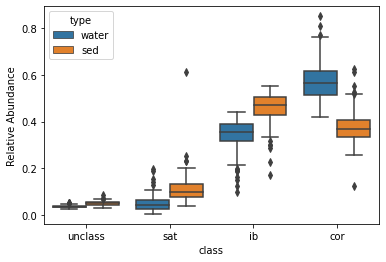 type
water
sed
Relative Abundance
0.8
0.6
0.4
0.2
0.0
unclass sat ib cor
class